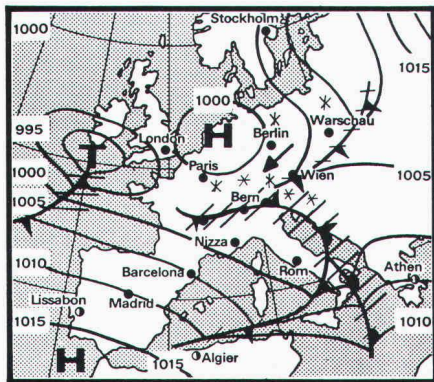 Stockholm
1000
1015
1000
995
H
Warschau
London
Berlin
T
Paris
1000
Wien
1005
1005
Bern
Nizza
1010
Barcelona
Rom
Athen
Lissabon
Madrid
1015
1010
H
1015
Algier